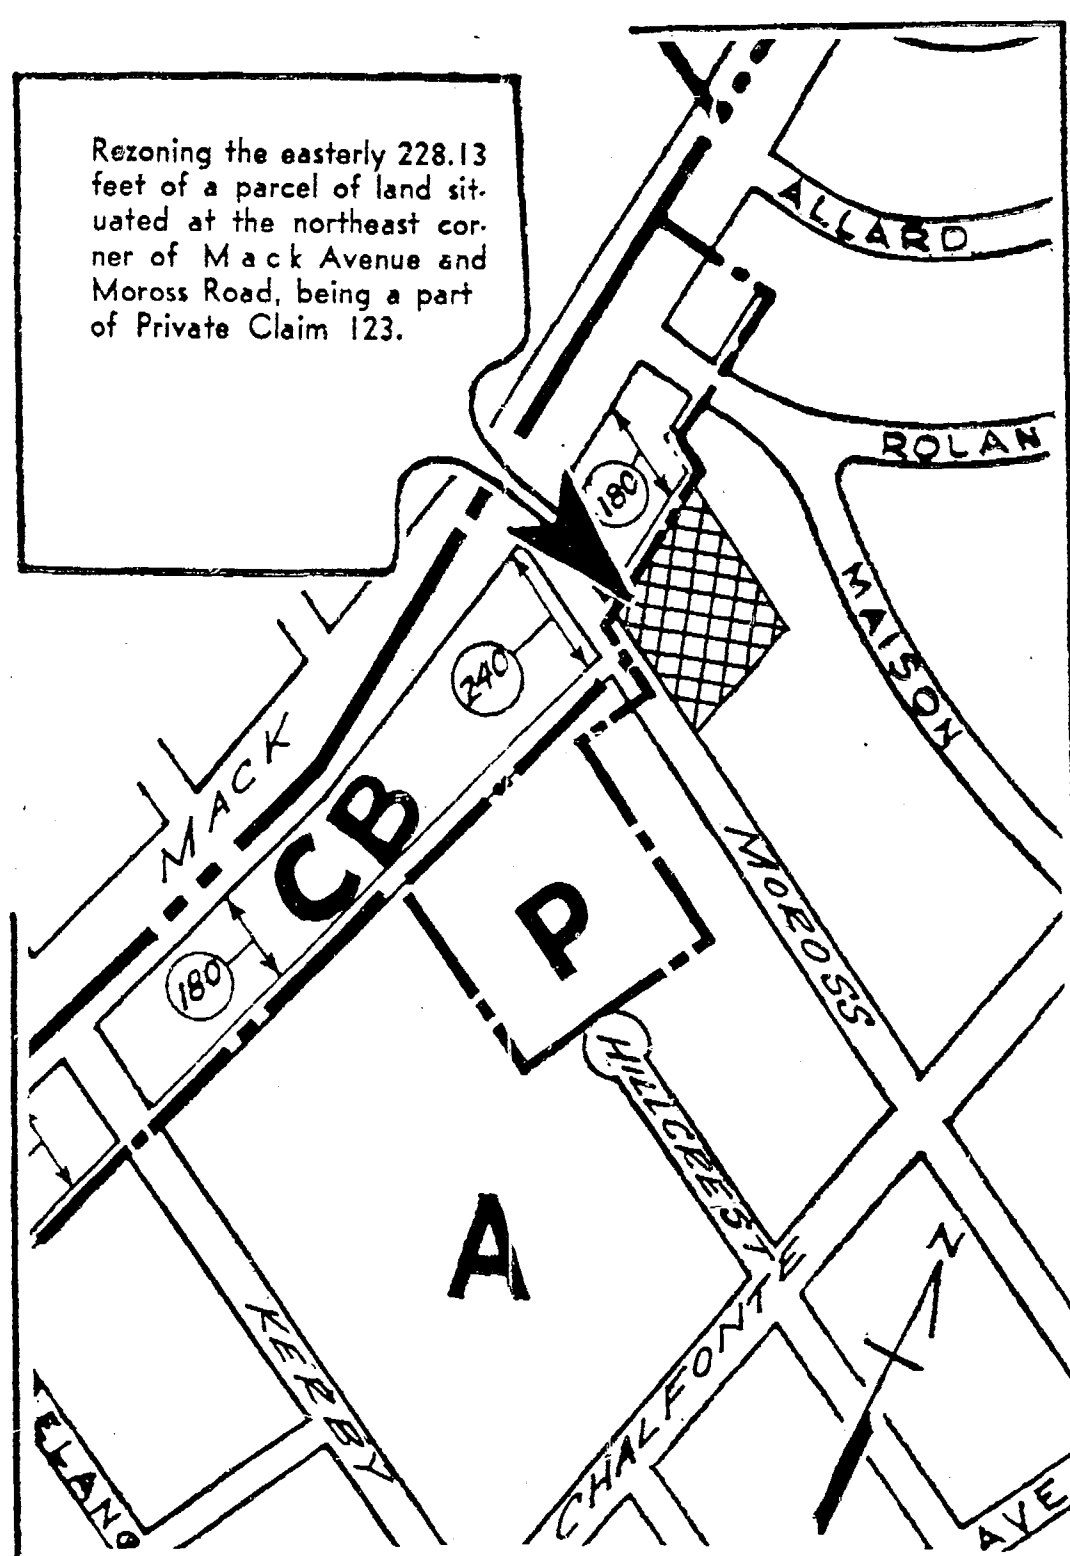 Rezoning the easterly 228.13
feet of a parcel of land sit-
uated at the northeast cor-
ner of Mack Avenue and
Moross Road, being a part
of Private Claim 123.
ALLARD
ROLAN
180
MAISON
240
MACK
CB
P
MOROSS
180
HILLCREST
A
N
KERBY
CHALFONTE
ELANO
AVE